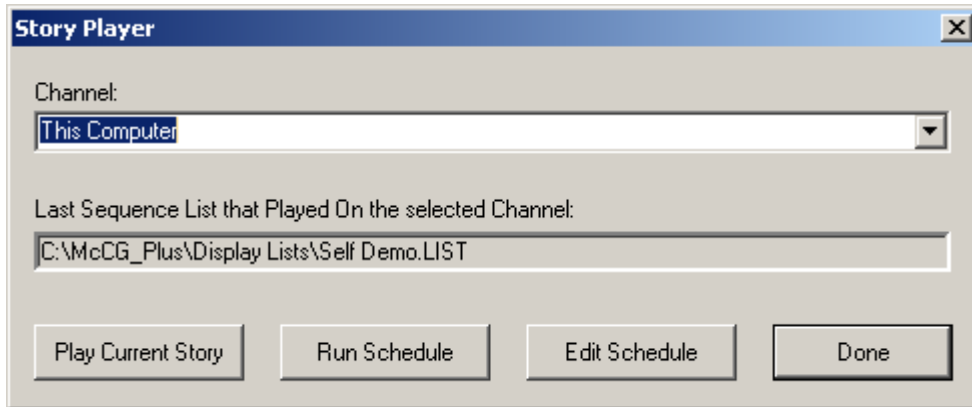 Story Player
Channel:
This Computer
Last Sequence List that Played On the selected Channel:
C:\McCG_Plus\Display Lists\Self Demo.LIST
Play Current Story Run Schedule Edit Schedule Done